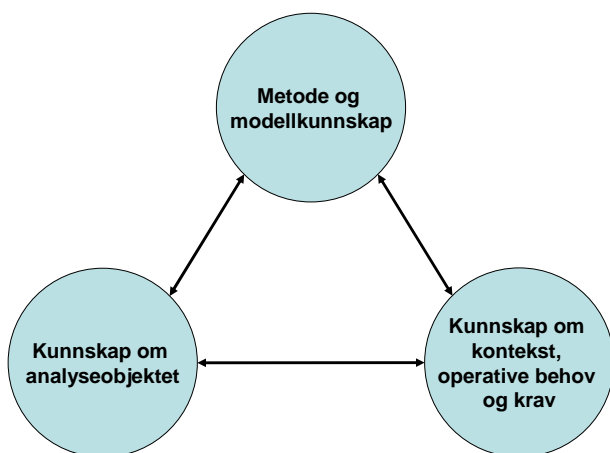 Metode og
modellkunnskap
Kunnskap om
analyseobjektet
Kunnskap om
kontekst,
operative behov
og krav